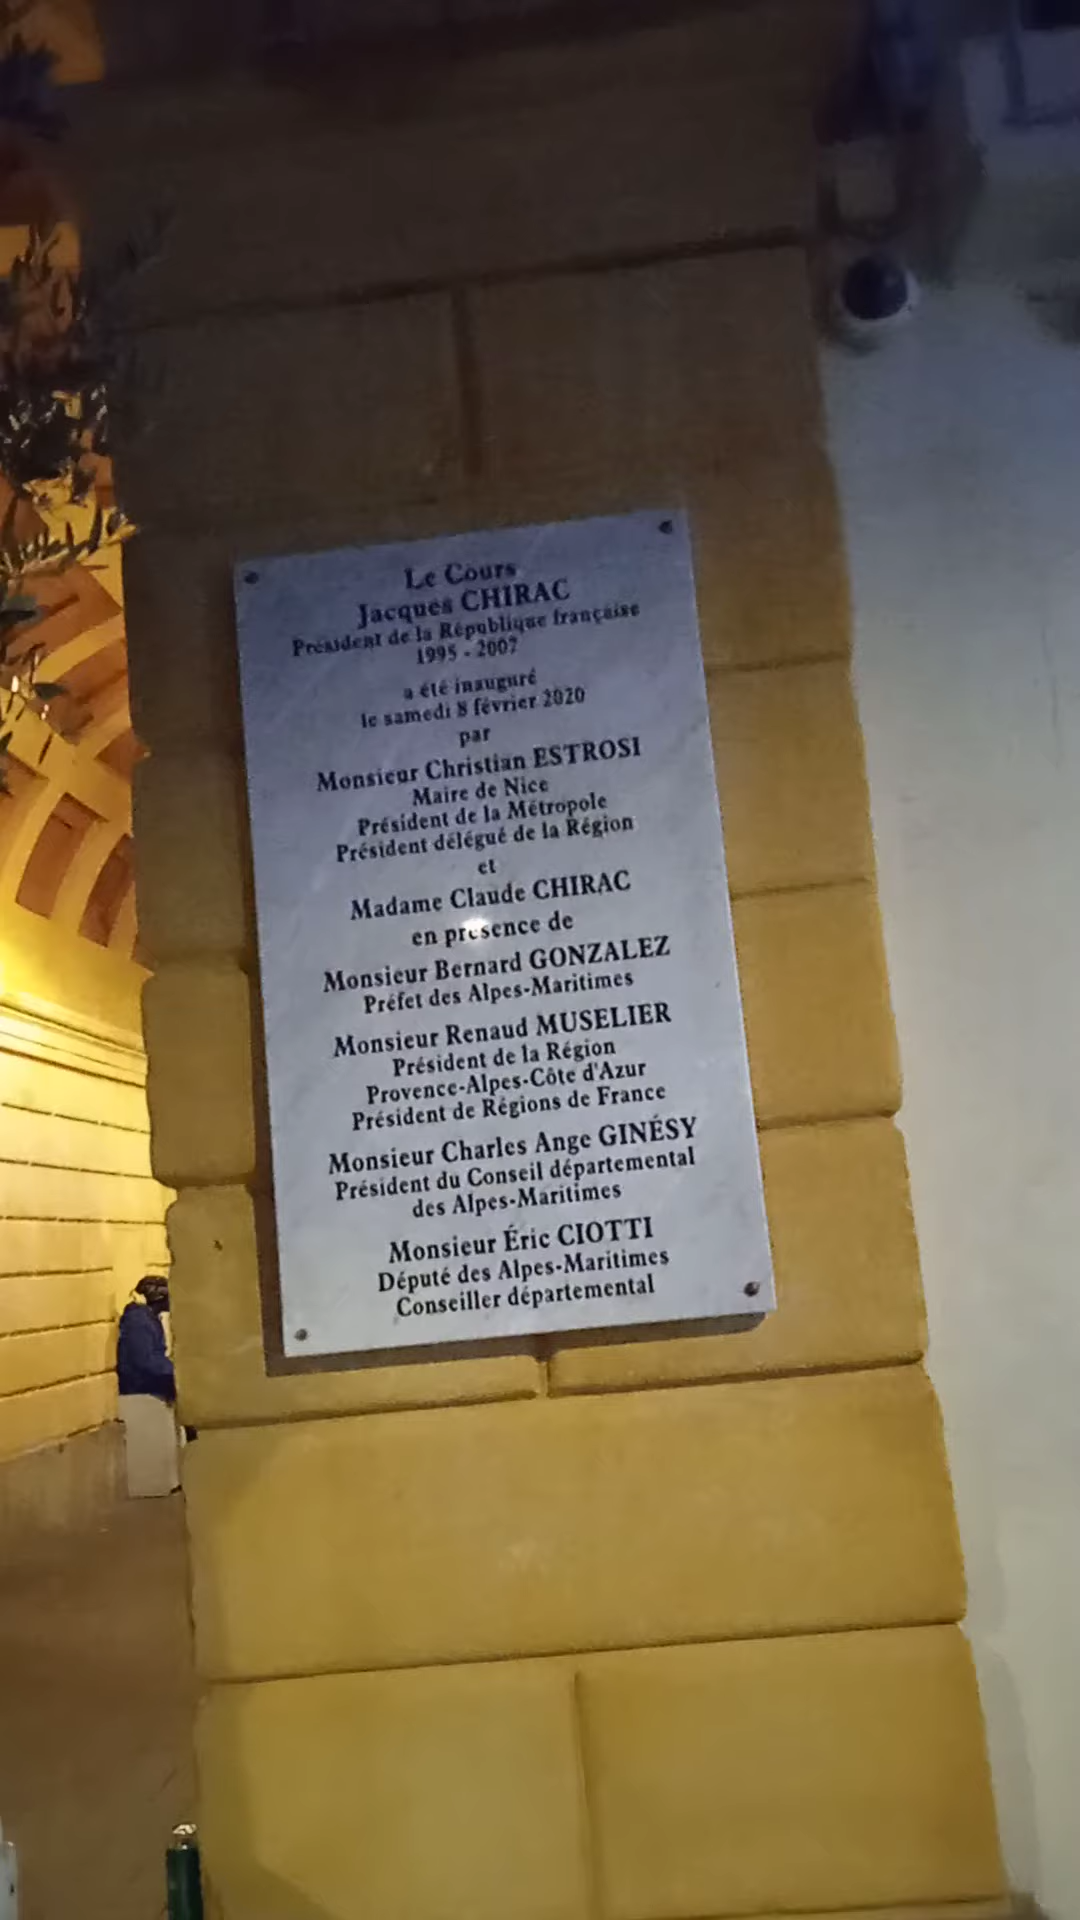 Le Cours
Jacques CHIRAC
Président de la République française
1995 - 2007
a été inauguré
le samedi 8 février 2020
par
Monsieur Christian ESTROSI
Maire de Nice
Président de la Métropole
Président délégué de la Région
et
Madame Claude CHIRAC
en présence de
Monsieur Bernard GONZALEZ
Préfet des Alpes-Maritimes
Monsieur Renaud MUSELIER
Président de la Région
Provence-Alpes-Côte d'Azur
Président de Régions de France
Monsieur Charles Ange GINÉSY
Président du Conseil départemental
des Alpes-Maritimes
Monsieur Éric CIOTTI
Député des Alpes-Maritimes
Conseiller départemental